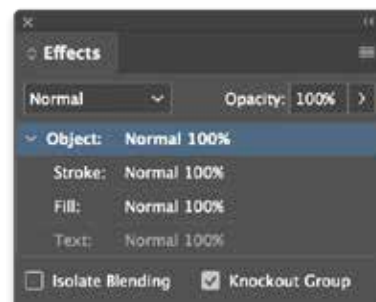 Effects
Normal Opacity: 100%
Object: Normal 100%
Stroke: Normal 100%
Fill: Normal 100%
Text: Normal 100%
Isolate Blending Knockout Group